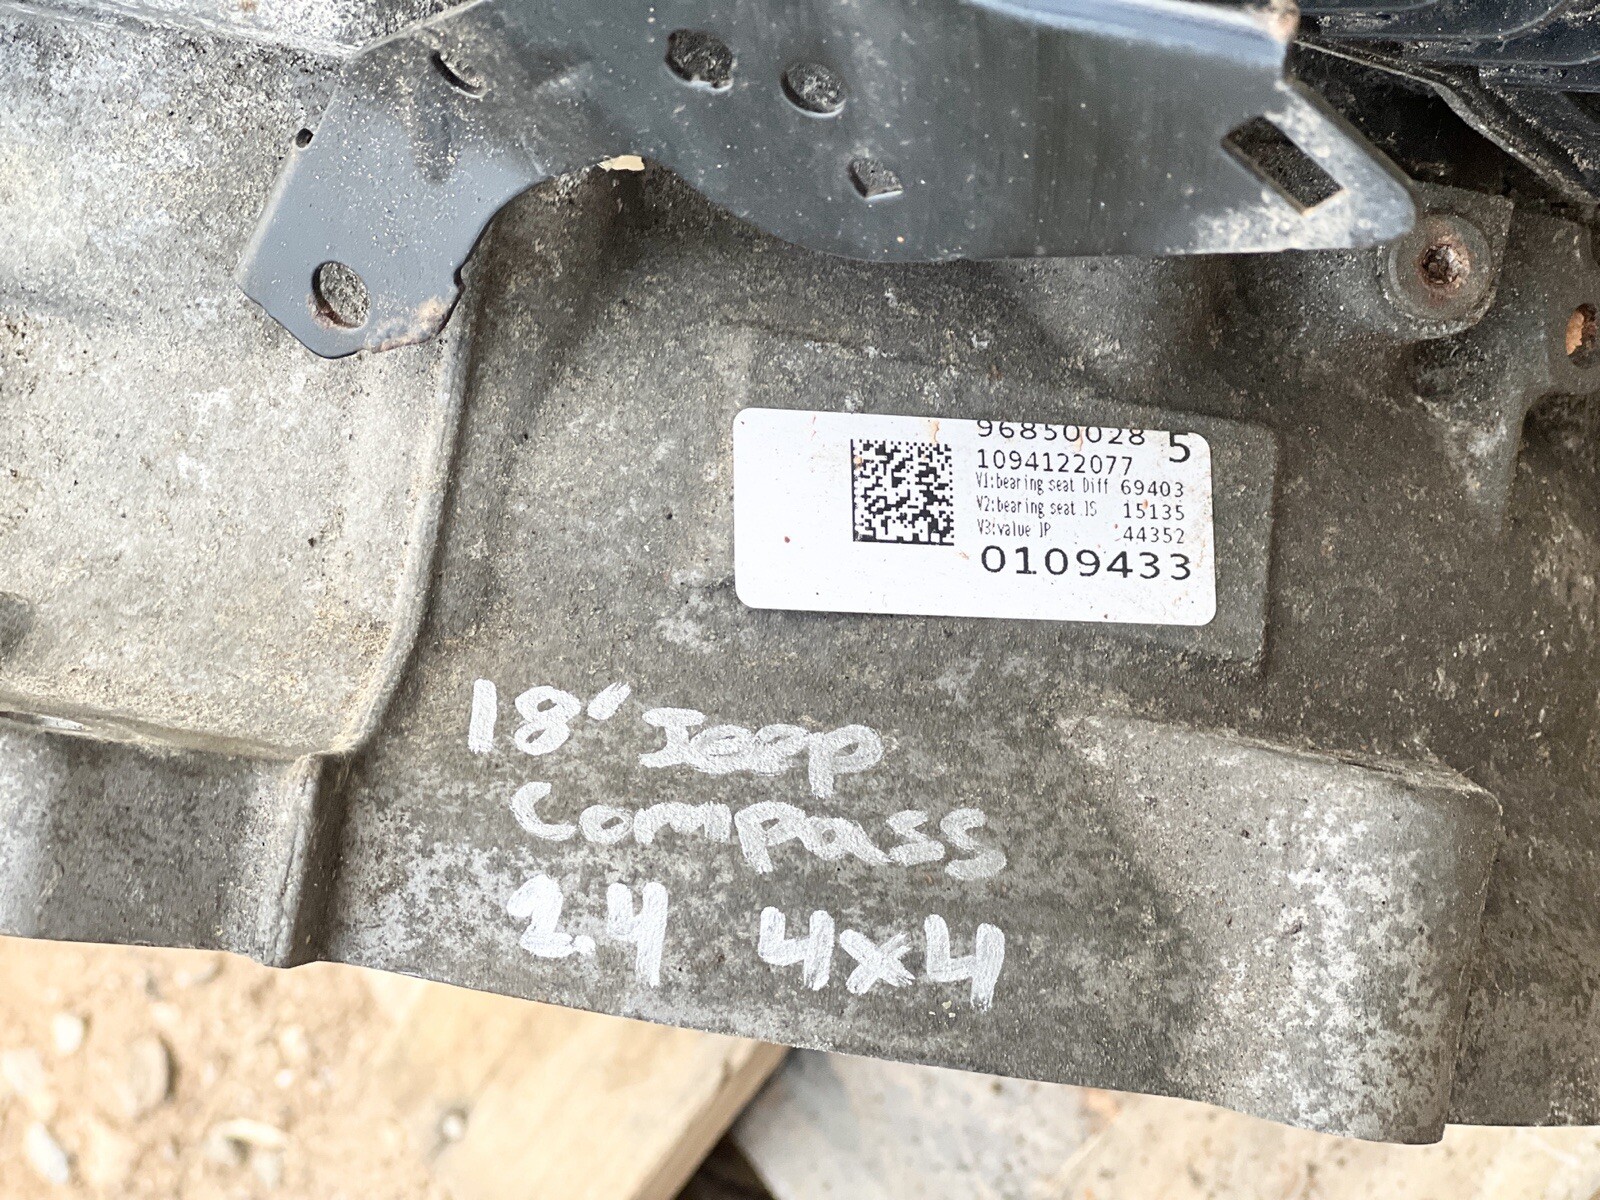 96850028 5
1094122077
V1:bearing seat Diff 69403
V2:bearing seat IS 15135
V3:value IP 44352
0109433
18' Jeep
Compass
2.4 4x4